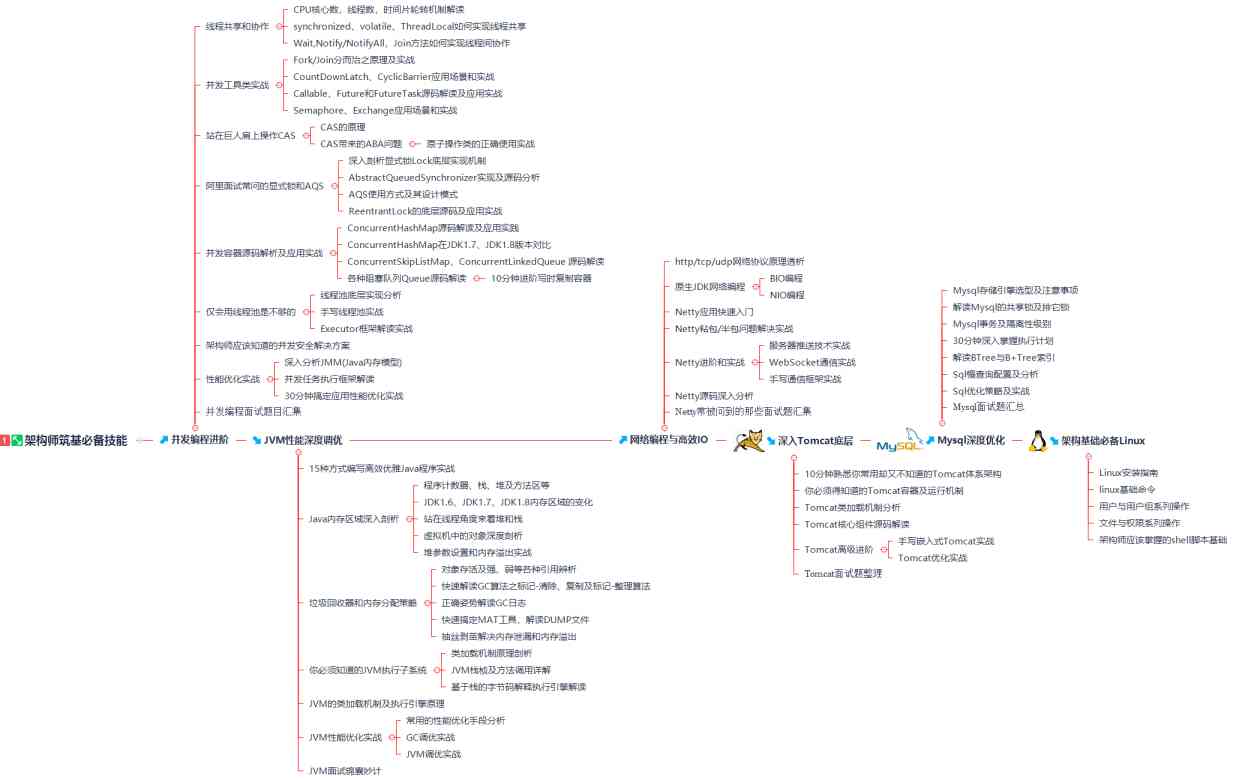 架构师筑基必备技能
并发编程进阶
线程共享和协作
CPU核心数，线程数，时间片轮转机制解读
synchronized、volatile、ThreadLocal如何实现线程共享
Wait,Notify/NotifyAll，Join方法如何实现线程间协作
并发工具类实战
Fork/Join分而治之原理及实战
CountDownLatch、CyclicBarrier应用场景和实战
Callable、Future和FutureTask源码解读及应用实战
Semaphore、Exchange应用场景和实战
站在巨人肩上操作CAS
CAS的原理
CAS带来的ABA问题
原子操作类的正确使用实战
阿里面试常问的显式锁和AQS
深入剖析显式锁Lock底层实现机制
AbstractQueuedSynchronizer实现及源码分析
AQS使用方式及其设计模式
ReentrantLock的底层源码及应用实战
并发容器源码解析及应用实战
ConcurrentHashMap源码解读及应用实践
ConcurrentHashMap在JDK1.7、JDK1.8版本对比
ConcurrentSkipListMap、ConcurrentLinkedQueue 源码解读
各种阻塞队列Queue源码解读
10分钟进阶写时复制容器
仅会用线程池是不够的
线程池底层实现分析
手写线程池实战
Executor框架解读实战
架构师应该知道的并发安全解决方案
性能优化实战
深入分析JMM(Java内存模型)
并发任务执行框架解读
30分钟搞定应用性能优化实战
并发编程面试题目汇集
JVM性能深度调优
15种方式编写高效优雅Java程序实战
Java内存区域深入剖析
程序计数器、栈、堆及方法区等
JDK1.6、JDK1.7、JDK1.8内存区域的变化
站在线程角度来看堆和栈
虚拟机中的对象深度剖析
堆参数设置和内存溢出实战
垃圾回收器和内存分配策略
对象存活及强、弱等各种引用辨析
快速解读GC算法之标记-清除、复制及标记-整理算法
正确姿势解读GC日志
快速搞定MAT工具、解读DUMP文件
抽丝剥茧解决内存泄漏和内存溢出
你必须知道的JVM执行子系统
类加载机制原理剖析
JVM栈桢及方法调用详解
基于栈的字节码解释执行引擎解读
JVM的类加载机制及执行引擎原理
JVM性能优化实战
常用的性能优化手段分析
GC调优实战
JVM调优实战
JVM面试锦囊妙计
网络编程与高效IO
http/tcp/udp网络协议原理透析
原生JDK网络编程
BIO编程
NIO编程
Netty应用快速入门
Netty粘包/半包问题解决实战
Netty进阶和实战
服务器推送技术实战
WebSocket通信实战
手写通信框架实战
Netty源码深入分析
Netty常被问到的那些面试题汇集
深入Tomcat底层
10分钟熟悉你常用却又不知道的Tomcat体系架构
你必须得知道的Tomcat容器及运行机制
Tomcat类加载机制分析
Tomcat核心组件源码解读
Tomcat高级进阶
手写嵌入式Tomcat实战
Tomcat优化实战
Tomcat面试题整理
MySQL
Mysql深度优化
Mysql存储引擎选型及注意事项
解读Mysql的共享锁及排它锁
Mysql事务及隔离性级别
30分钟深入掌握执行计划
解读BTree与B+Tree索引
Sql慢查询配置及分析
Sql优化策略及实战
Mysql面试题汇总
架构基础必备Linux
Linux安装指南
linux基础命令
用户与用户组系列操作
文件与权限系列操作
架构师应该掌握的shell脚本基础